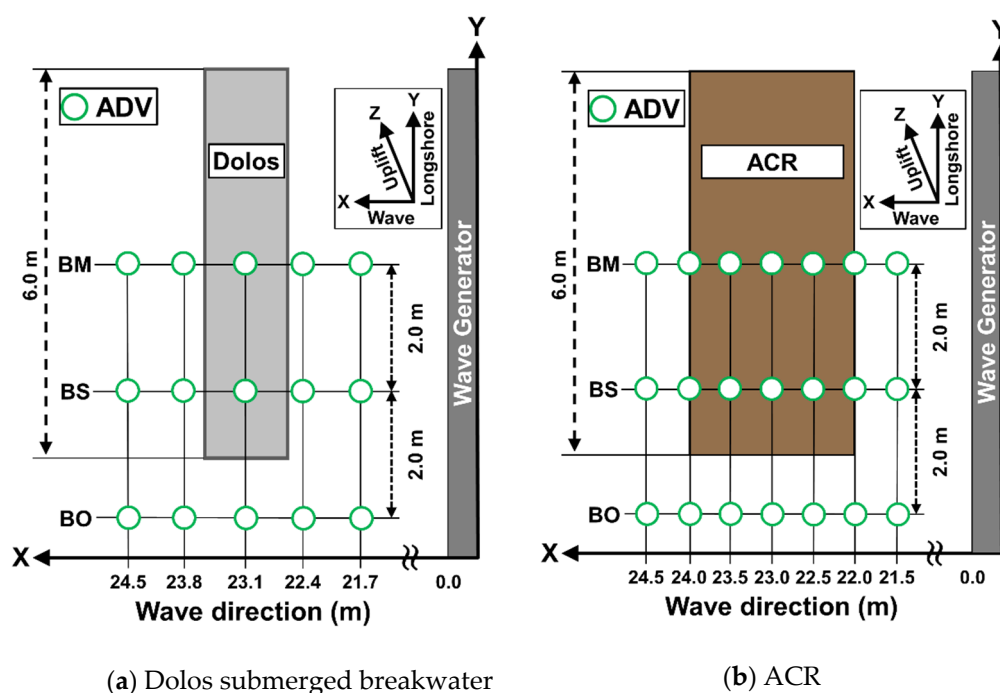 Y
ADV
Z
Y
Uplift
Longshore
X
Wave
Dolos
6.0 m
BM
BS
BO
2.0 m
2.0 m
Wave Generator
X
24.5 23.8 23.1 22.4 21.7 0.0
Wave direction (m)
(a) Dolos submerged breakwater
Y
ADV
Z
Y
Uplift
Longshore
X
Wave
ACR
6.0 m
BM
BS
BO
2.0 m
2.0 m
Wave Generator
X
24.5 24.0 23.5 23.0 22.5 22.0 21.5 0.0
Wave direction (m)
(b) ACR